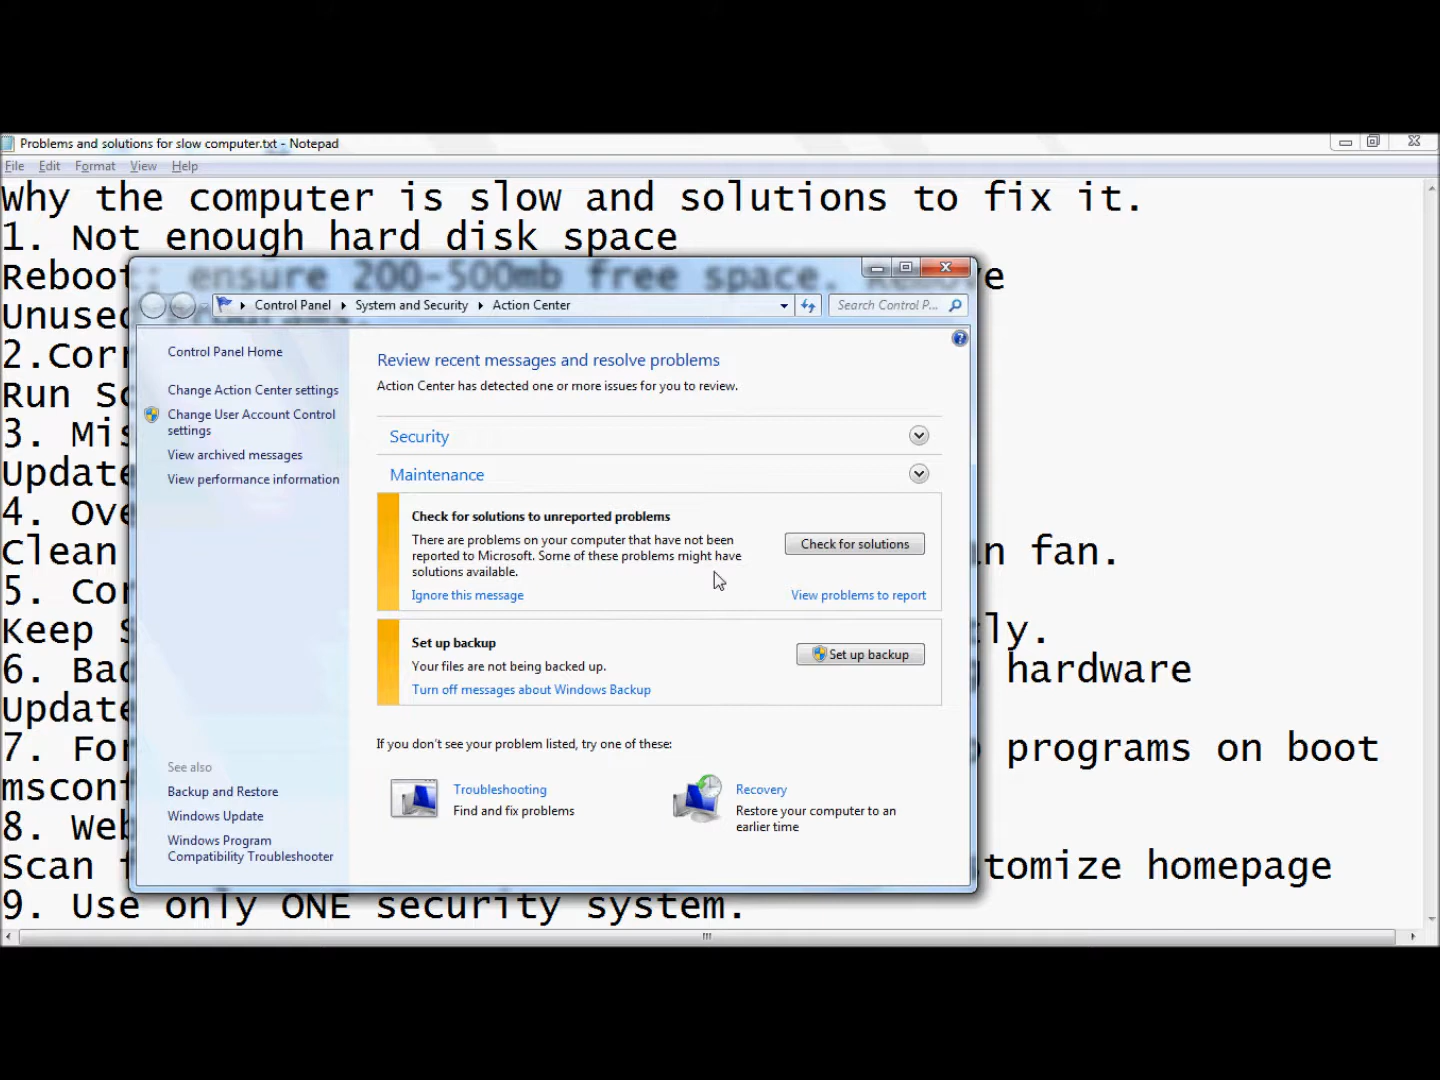 Problems and solutions for slow computer.txt - Notepad
File Edit Format View Help
Why the computer is slow and solutions to fix it.
1. Not enough hard disk space
Reboot: ensure 200-500mb free space. Remove
Unused programs.
2.Corr
Run S
3. Mis
Update
4. Ove
Clean n fan.
5. Cor
Keep tly.
6. Bad hardware
Update
7. For programs on boot
msconf
8. Web
Scan tomize homepage
9. Use only ONE security system.
Control Panel System and Security Action Center
Search Control P...
Control Panel Home
Change Action Center settings
Change User Account Control
settings
View archived messages
View performance information
See also
Backup and Restore
Windows Update
Windows Program
Compatibility Troubleshooter
Review recent messages and resolve problems
Action Center has detected one or more issues for you to review.
Security
Maintenance
Check for solutions to unreported problems
There are problems on your computer that have not been
reported to Microsoft. Some of these problems might have
solutions available.
Check for solutions
Ignore this message
View problems to report
Set up backup
Your files are not being backed up.
Set up backup
Turn off messages about Windows Backup
If you don't see your problem listed, try one of these:
Troubleshooting
Find and fix problems
Recovery
Restore your computer to an
earlier time